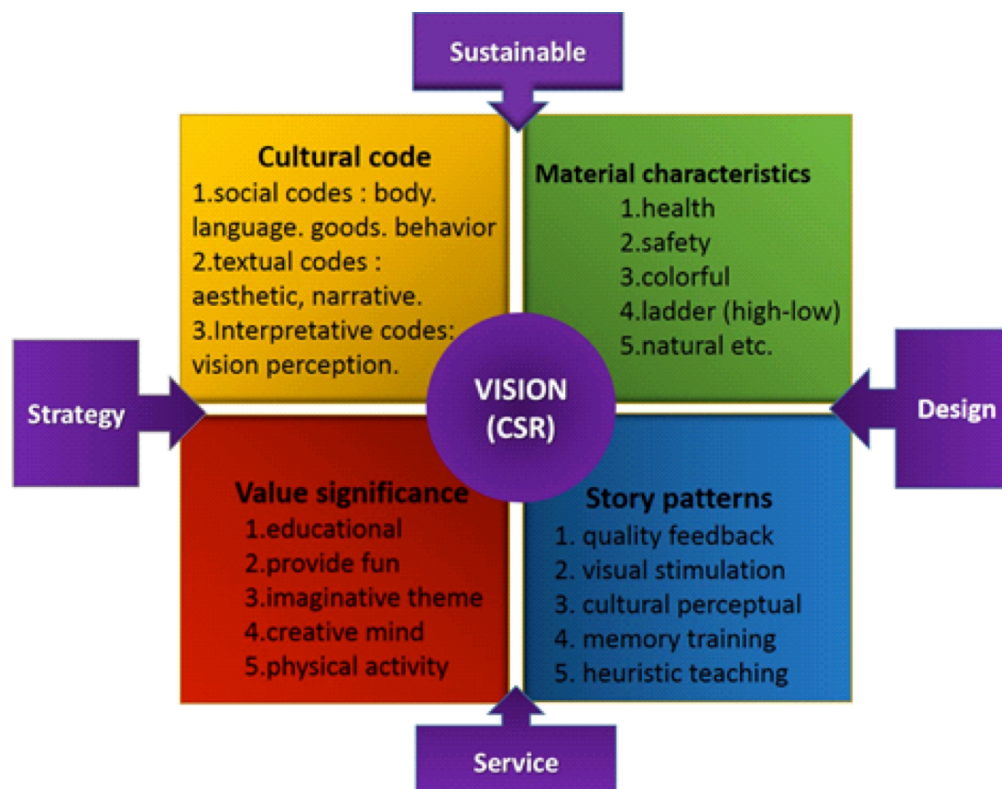 Sustainable
Cultural code
1.social codes : body.
language. goods. behavior
2.textual codes :
aesthetic, narrative.
3.Interpretative codes:
vision perception.
Material characteristics
1.health
2.safety
3.colorful
4.ladder (high-low)
5.natural etc.
Strategy
VISION
(CSR)
Design
Value significance
1.educational
2.provide fun
3.imaginative theme
4.creative mind
5.physical activity
Story patterns
1. quality feedback
2. visual stimulation
3. cultural perceptual
4. memory training
5. heuristic teaching
Service